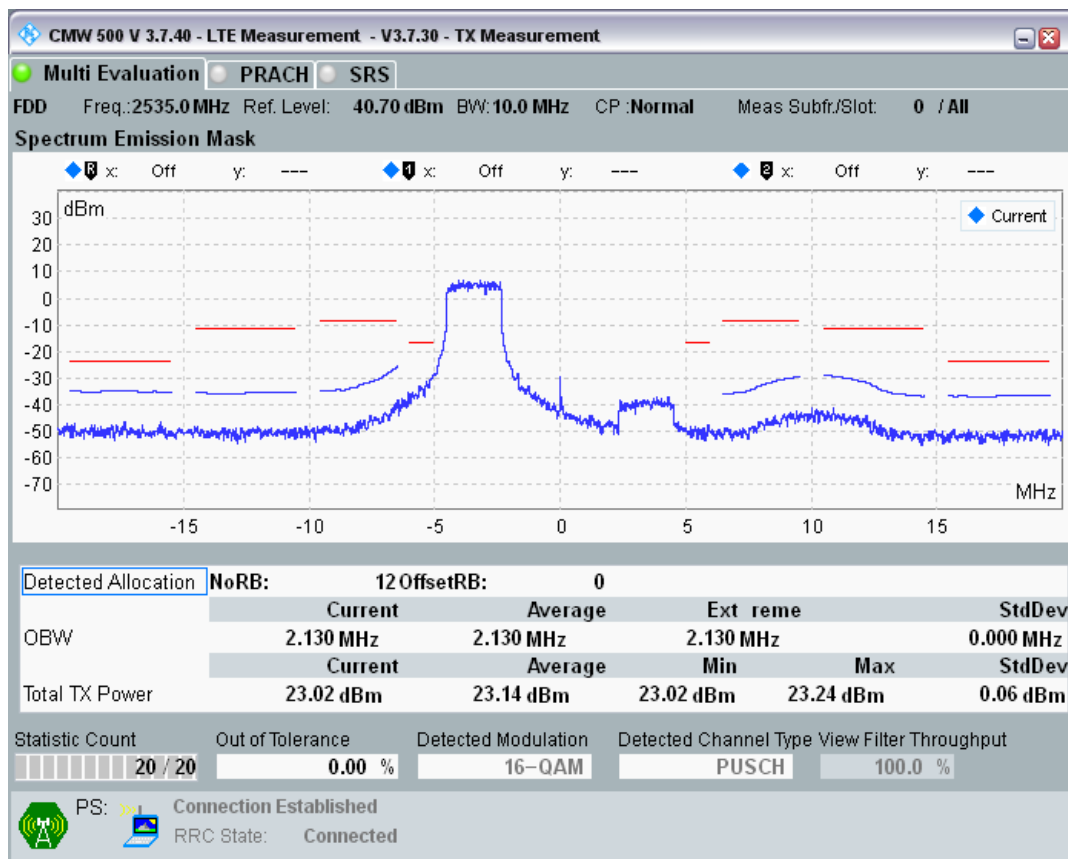 CMW 500 V 3.7.40 - LTE Measurement - V3.7.30 - TX Measurement
Multi Evaluation PRACH SRS
FDD Freq.:2535.0 MHz Ref. Level: 40.70 dBm BW: 10.0 MHz CP :Normal Meas Subfr./Slot: 0 / All
Spectrum Emission Mask
R x: Off y: --- 1 x: Off y: --- 2 x: Off y: ---
dBm
Current
30
20
10
0
-10
-20
-30
-40
-50
-60
-70
MHz
-15 -10 -5 0 5 10 15
Detected Allocation NoRB: 12 OffsetRB: 0
Current Average Ext reme StdDev
OBW 2.130 MHz 2.130 MHz 2.130 MHz 0.000 MHz
Current Average Min Max StdDev
Total TX Power 23.02 dBm 23.14 dBm 23.02 dBm 23.24 dBm 0.06 dBm
Statistic Count Out of Tolerance Detected Modulation Detected Channel Type View Filter Throughput
20 / 20 0.00 % 16-QAM PUSCH 100.0 %
PS: Connection Established
RRC State: Connected